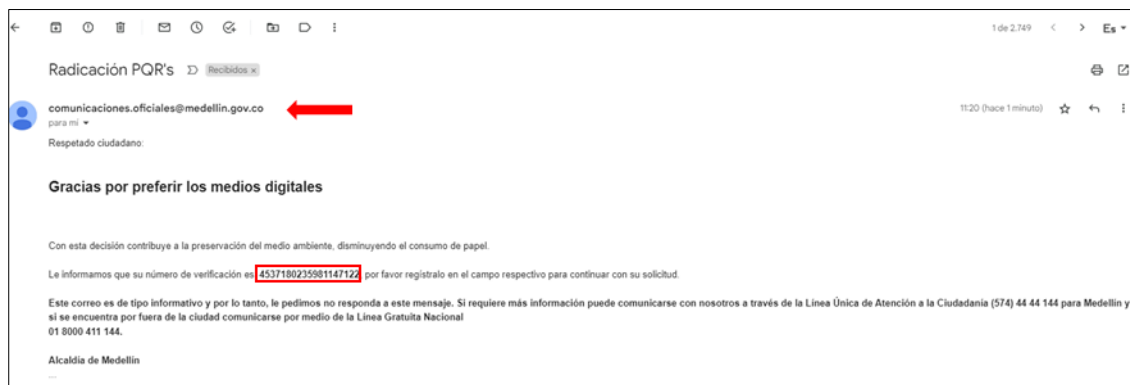 1 de 2.749
Es
Radicación PQR's Recibidos x
comunicaciones.oficiales@medellin.gov.co
11:20 (hace 1 minuto)
para mí
Respetado ciudadano:
Gracias por preferir los medios digitales
Con esta decisión contribuye a la preservación del medio ambiente, disminuyendo el consumo de papel.
Le informamos que su número de verificación es 4537180235981147122 por favor regístralo en el campo respectivo para continuar con su solicitud.
Este correo es de tipo informativo y por lo tanto, le pedimos no responda a este mensaje. Si requiere más información puede comunicarse con nosotros a través de la Línea Única de Atención a la Ciudadanía (574) 44 44 144 para Medellín y
si se encuentra por fuera de la ciudad comunicarse por medio de la Línea Gratuita Nacional
01 8000 411 144.
Alcaldía de Medellín
...